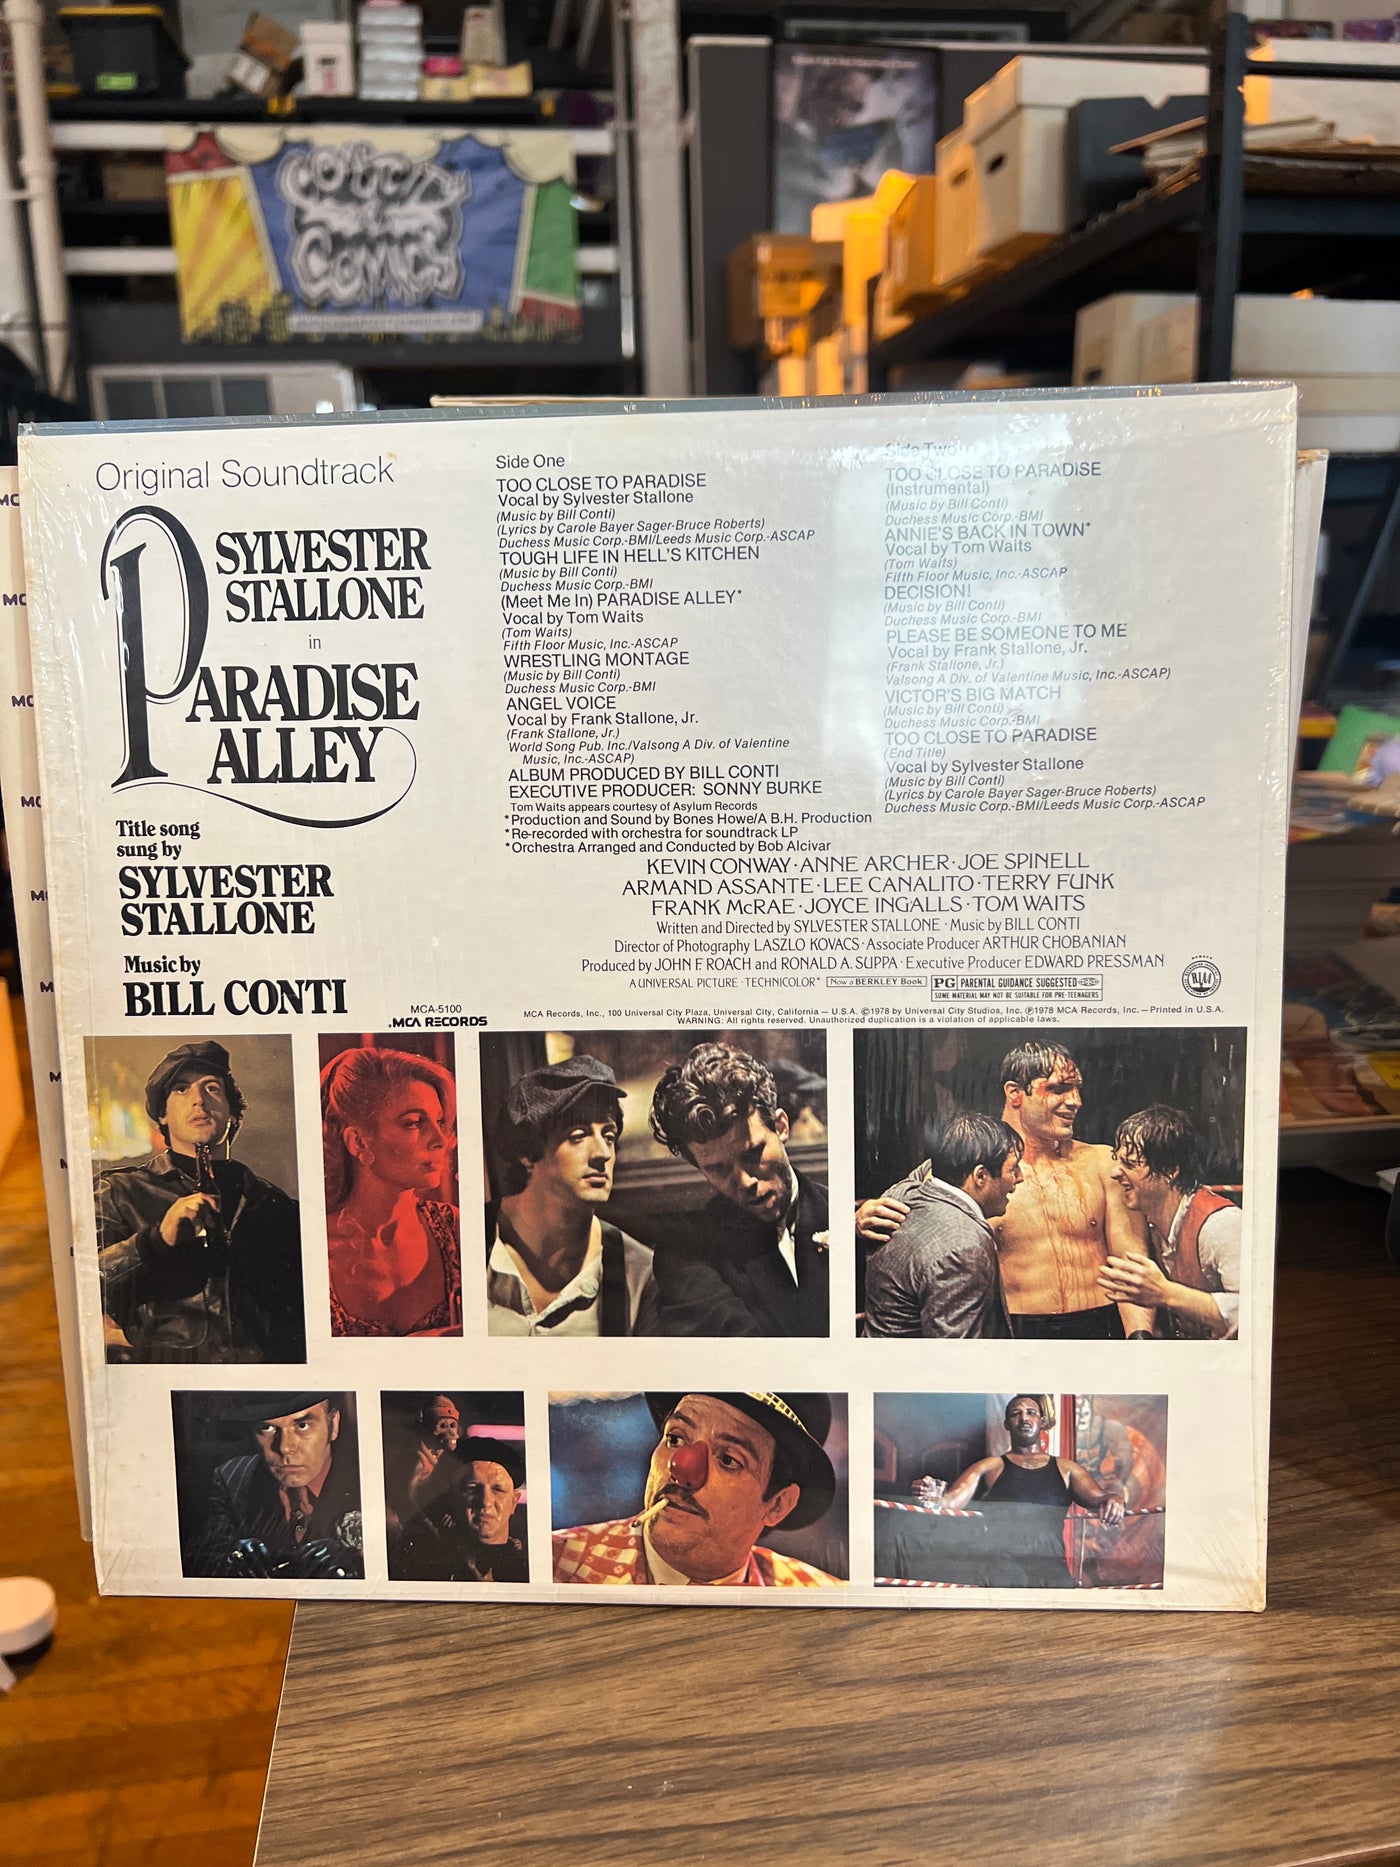 Original Soundtrack
SYLVESTER
STALLONE
in
PARADISE
ALLEY
Title song
sung by
SYLVESTER
STALLONE
Music by
BILL CONTI
MCA-5100
MCA RECORDS
Side One
TOO CLOSE TO PARADISE
Vocal by Sylvester Stallone
(Music by Bill Conti)
(Lyrics by Carole Bayer Sager-Bruce Roberts)
Duchess Music Corp.-BMI/Leeds Music Corp.-ASCAP
TOUGH LIFE IN HELL'S KITCHEN
(Music by Bill Conti)
Duchess Music Corp.-BMI
(Meet Me In) PARADISE ALLEY*
Vocal by Tom Waits
(Tom Waits)
Fifth Floor Music, Inc.-ASCAP
WRESTLING MONTAGE
(Music by Bill Conti)
Duchess Music Corp.-BMI
ANGEL VOICE
Vocal by Frank Stallone, Jr.
(Frank Stallone, Jr.)
World Song Pub. Inc./Valsong A Div. of Valentine
Music, Inc.-ASCAP)
ALBUM PRODUCED BY BILL CONTI
EXECUTIVE PRODUCER: SONNY BURKE
Tom Waits appears courtesy of Asylum Records
*Production and Sound by Bones Howe/A B.H. Production
*Re-recorded with orchestra for soundtrack LP
*Orchestra Arranged and Conducted by Bob Alcivar
Side Two
TOO CLOSE TO PARADISE
(Instrumental)
(Music by Bill Conti)
Duchess Music Corp.-BMI
ANNIE'S BACK IN TOWN*
Vocal by Tom Waits
(Tom Waits)
Fifth Floor Music, Inc.-ASCAP
DECISION!
(Music by Bill Conti)
Duchess Music Corp.-BMI
PLEASE BE SOMEONE TO ME
Vocal by Frank Stallone, Jr.
(Frank Stallone, Jr.)
Valsong A Div. of Valentine Music, Inc.-ASCAP)
VICTOR'S BIG MATCH
(Music by Bill Conti)
Duchess Music Corp.-BMI
TOO CLOSE TO PARADISE
(End Title)
Vocal by Sylvester Stallone
(Music by Bill Conti)
(Lyrics by Carole Bayer Sager-Bruce Roberts)
Duchess Music Corp.-BMI/Leeds Music Corp.-ASCAP
KEVIN CONWAY · ANNE ARCHER · JOE SPINELL
ARMAND ASSANTE · LEE CANALITO · TERRY FUNK
FRANK McRAE · JOYCE INGALLS · TOM WAITS
Written and Directed by SYLVESTER STALLONE · Music by BILL CONTI
Director of Photography LASZLO KOVACS · Associate Producer ARTHUR CHOBANIAN
Produced by JOHN F. ROACH and RONALD A. SUPPA · Executive Producer EDWARD PRESSMAN
A UNIVERSAL PICTURE · TECHNICOLOR® Now a BERKLEY Book PG PARENTAL GUIDANCE SUGGESTED
SOME MATERIAL MAY NOT BE SUITABLE FOR PRE-TEENAGERS
RIAA
MCA Records, Inc., 100 Universal City Plaza, Universal City, California — U.S.A. ©1978 by Universal City Studios, Inc. ℗1978 MCA Records, Inc. — Printed in U.S.A.
WARNING: All rights reserved. Unauthorized duplication is a violation of applicable laws.
COMICS